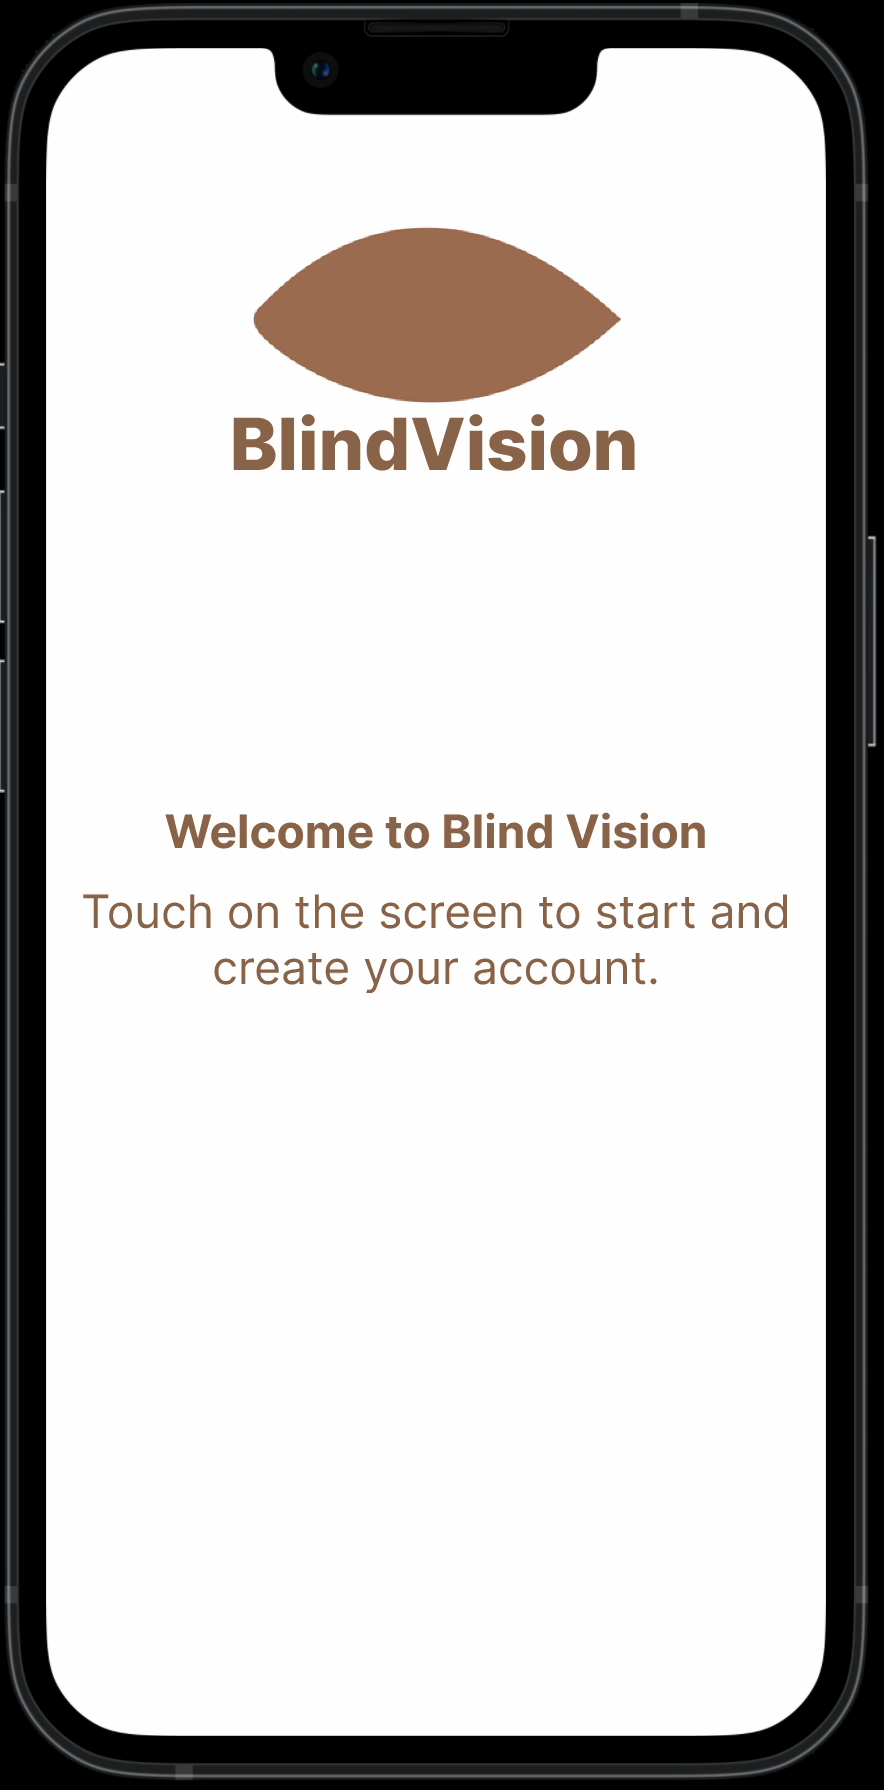 BlindVision
Welcome to Blind Vision
Touch on the screen to start and
create your account.